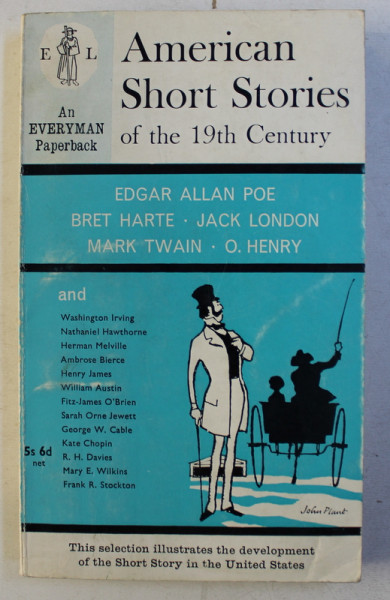 E L
An
EVERYMAN
Paperback
American
Short Stories
of the 19th Century
EDGAR ALLAN POE
BRET HARTE · JACK LONDON
MARK TWAIN · O. HENRY
and
Washington Irving
Nathaniel Hawthorne
Herman Melville
Ambrose Bierce
Henry James
William Austin
Fitz-James O'Brien
Sarah Orne Jewett
George W. Cable
Kate Chopin
R. H. Davies
Mary E. Wilkins
Frank R. Stockton
5s 6d
net
John Plant
This selection illustrates the development
of the Short Story in the United States